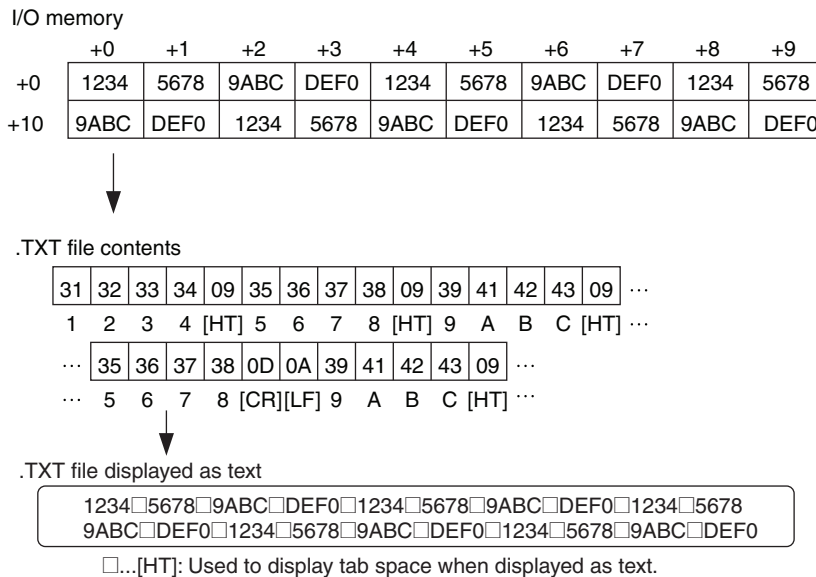 I/O memory
+0 +1 +2 +3 +4 +5 +6 +7 +8 +9
+0 1234 5678 9ABC DEF0 1234 5678 9ABC DEF0 1234 5678
+10 9ABC DEF0 1234 5678 9ABC DEF0 1234 5678 9ABC DEF0
.TXT file contents
31 32 33 34 09 35 36 37 38 09 39 41 42 43 09 ···
1 2 3 4 [HT] 5 6 7 8 [HT] 9 A B C [HT] ···
··· 35 36 37 38 0D 0A 39 41 42 43 09 ···
··· 5 6 7 8 [CR][LF] 9 A B C [HT] ···
.TXT file displayed as text
1234□5678□9ABC□DEF0□1234□5678□9ABC□DEF0□1234□5678
9ABC□DEF0□1234□5678□9ABC□DEF0□1234□5678□9ABC□DEF0
□...[HT]: Used to display tab space when displayed as text.